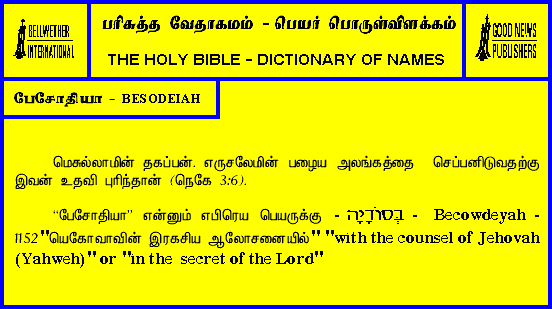 BELLWETHER
INTERNATIONAL
பரிசுத்த வேதாகமம் - பெயர் பொருள்விளக்கம்
THE HOLY BIBLE - DICTIONARY OF NAMES
GOOD NEWS
PUBLISHERS
பேசோதியா - BESODEIAH
மெசுல்லாமின் தகப்பன். எருசலேமின் பழைய அலங்கத்தை செப்பனிடுவதற்கு
இவன் உதவி புரிந்தான் (நெகே 3:6).
“பேசோதியா” என்னும் எபிரெய பெயருக்கு - בְּסוֹדְיָה - Becowdeyah -
1152 "யெகோவாவின் இரகசிய ஆலோசனையில்" "with the counsel of Jehovah
(Yahweh)" or "in the secret of the Lord"